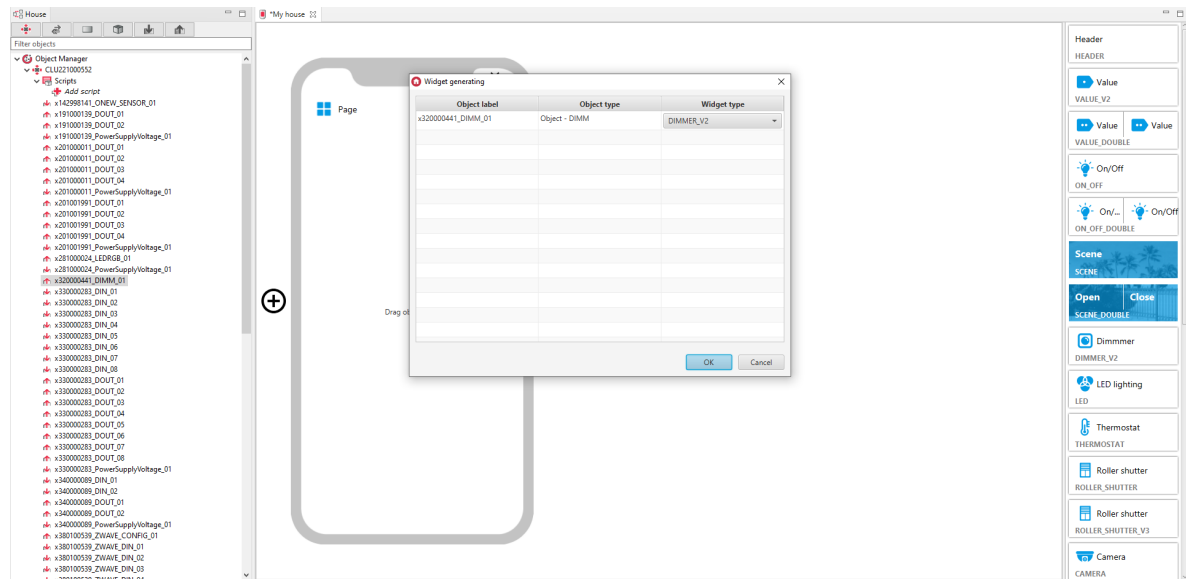 House
*My house
Filter objects
Object Manager
CLU221000552
Scripts
Add script
x142998141_ONEW_SENSOR_01
x191000139_DOUT_01
x191000139_DOUT_02
x191000139_PowerSupplyVoltage_01
x201000011_DOUT_01
x201000011_DOUT_02
x201000011_DOUT_03
x201000011_DOUT_04
x201000011_PowerSupplyVoltage_01
x201001991_DOUT_01
x201001991_DOUT_02
x201001991_DOUT_03
x201001991_DOUT_04
x201001991_PowerSupplyVoltage_01
x281000024_LEDRGB_01
x281000024_PowerSupplyVoltage_01
x320000441_DIMM_01
x330000283_DIN_01
x330000283_DIN_02
x330000283_DIN_03
x330000283_DIN_04
x330000283_DIN_05
x330000283_DIN_06
x330000283_DIN_07
x330000283_DIN_08
x330000283_DOUT_01
x330000283_DOUT_02
x330000283_DOUT_03
x330000283_DOUT_04
x330000283_DOUT_05
x330000283_DOUT_06
x330000283_DOUT_07
x330000283_DOUT_08
x330000283_PowerSupplyVoltage_01
x340000089_DIN_01
x340000089_DIN_02
x340000089_DOUT_01
x340000089_DOUT_02
x340000089_PowerSupplyVoltage_01
x380100539_ZWAVE_CONFIG_01
x380100539_ZWAVE_DIN_01
x380100539_ZWAVE_DIN_02
x380100539_ZWAVE_DIN_03
Page
Drag ob
Widget generating
Object label Object type Widget type
x320000441_DIMM_01 Object - DIMM DIMMER_V2
OK Cancel
Header
HEADER
Value
VALUE_V2
Value Value
VALUE_DOUBLE
On/Off
ON_OFF
On/... On/Off
ON_OFF_DOUBLE
Scene
SCENE
Open Close
SCENE_DOUBLE
Dimmmer
DIMMER_V2
LED lighting
LED
Thermostat
THERMOSTAT
Roller shutter
ROLLER_SHUTTER
Roller shutter
ROLLER_SHUTTER_V3
Camera
CAMERA